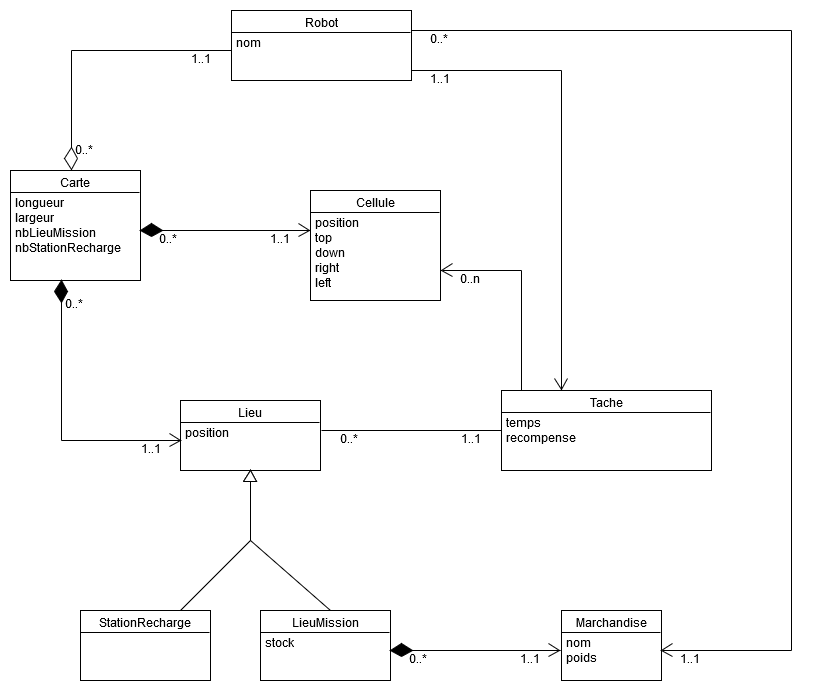 Robot
nom
0..*
1..1
1..1
0..*
Carte
longueur
largeur
nbLieuMission
nbStationRecharge
0..*
1..1
Cellule
position
top
down
right
left
0..n
0..*
Tache
temps
recompense
Lieu
position
0..*
1..1
1..1
StationRecharge
LieuMission
stock
0..*
1..1
Marchandise
nom
poids
1..1